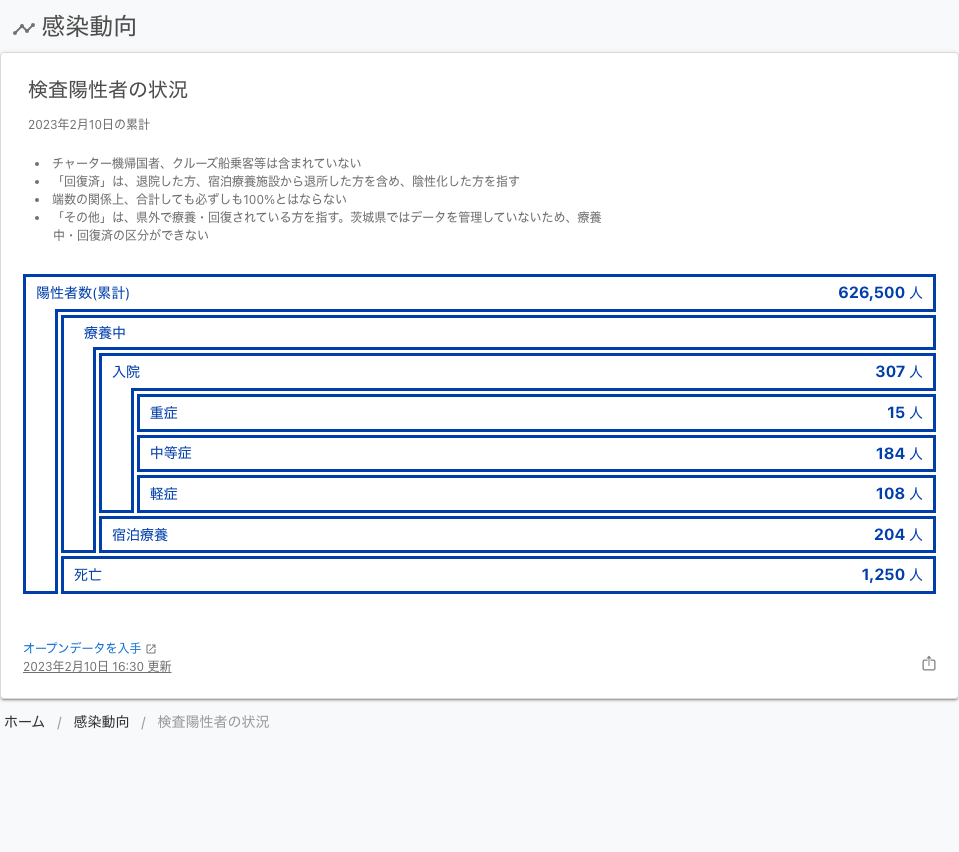 感染動向
検査陽性者の状況
2023年2月10日の累計
• チャーター機帰国者、クルーズ船乗客等は含まれていない
• 「回復済」は、退院した方、宿泊療養施設から退所した方を含め、陰性化した方を指す
• 端数の関係上、合計しても必ずしも100%とはならない
• 「その他」は、県外で療養・回復されている方を指す。茨城県ではデータを管理していないため、療養
中・回復済の区分ができない
陽性者数(累計) 626,500 人
療養中
入院 307 人
重症 15 人
中等症 184 人
軽症 108 人
宿泊療養 204 人
死亡 1,250 人
オープンデータを入手
2023年2月10日 16:30 更新
ホーム / 感染動向 / 検査陽性者の状況